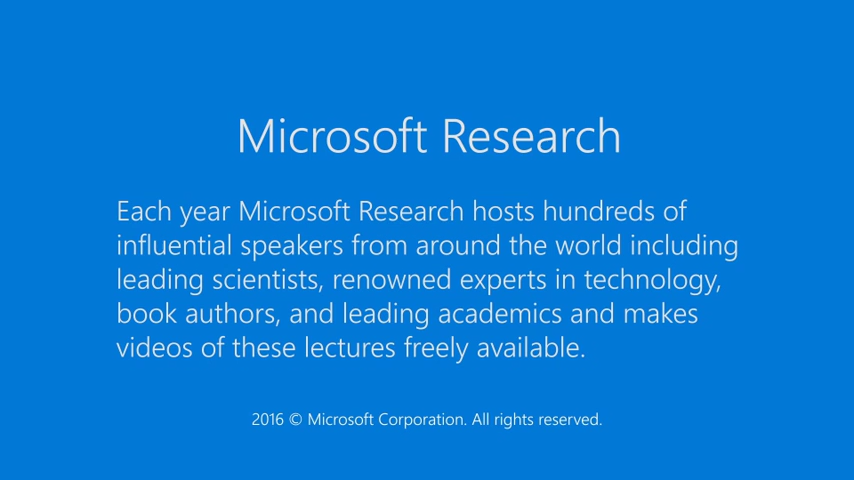 Microsoft Research
Each year Microsoft Research hosts hundreds of
influential speakers from around the world including
leading scientists, renowned experts in technology,
book authors, and leading academics and makes
videos of these lectures freely available.
2016 © Microsoft Corporation. All rights reserved.